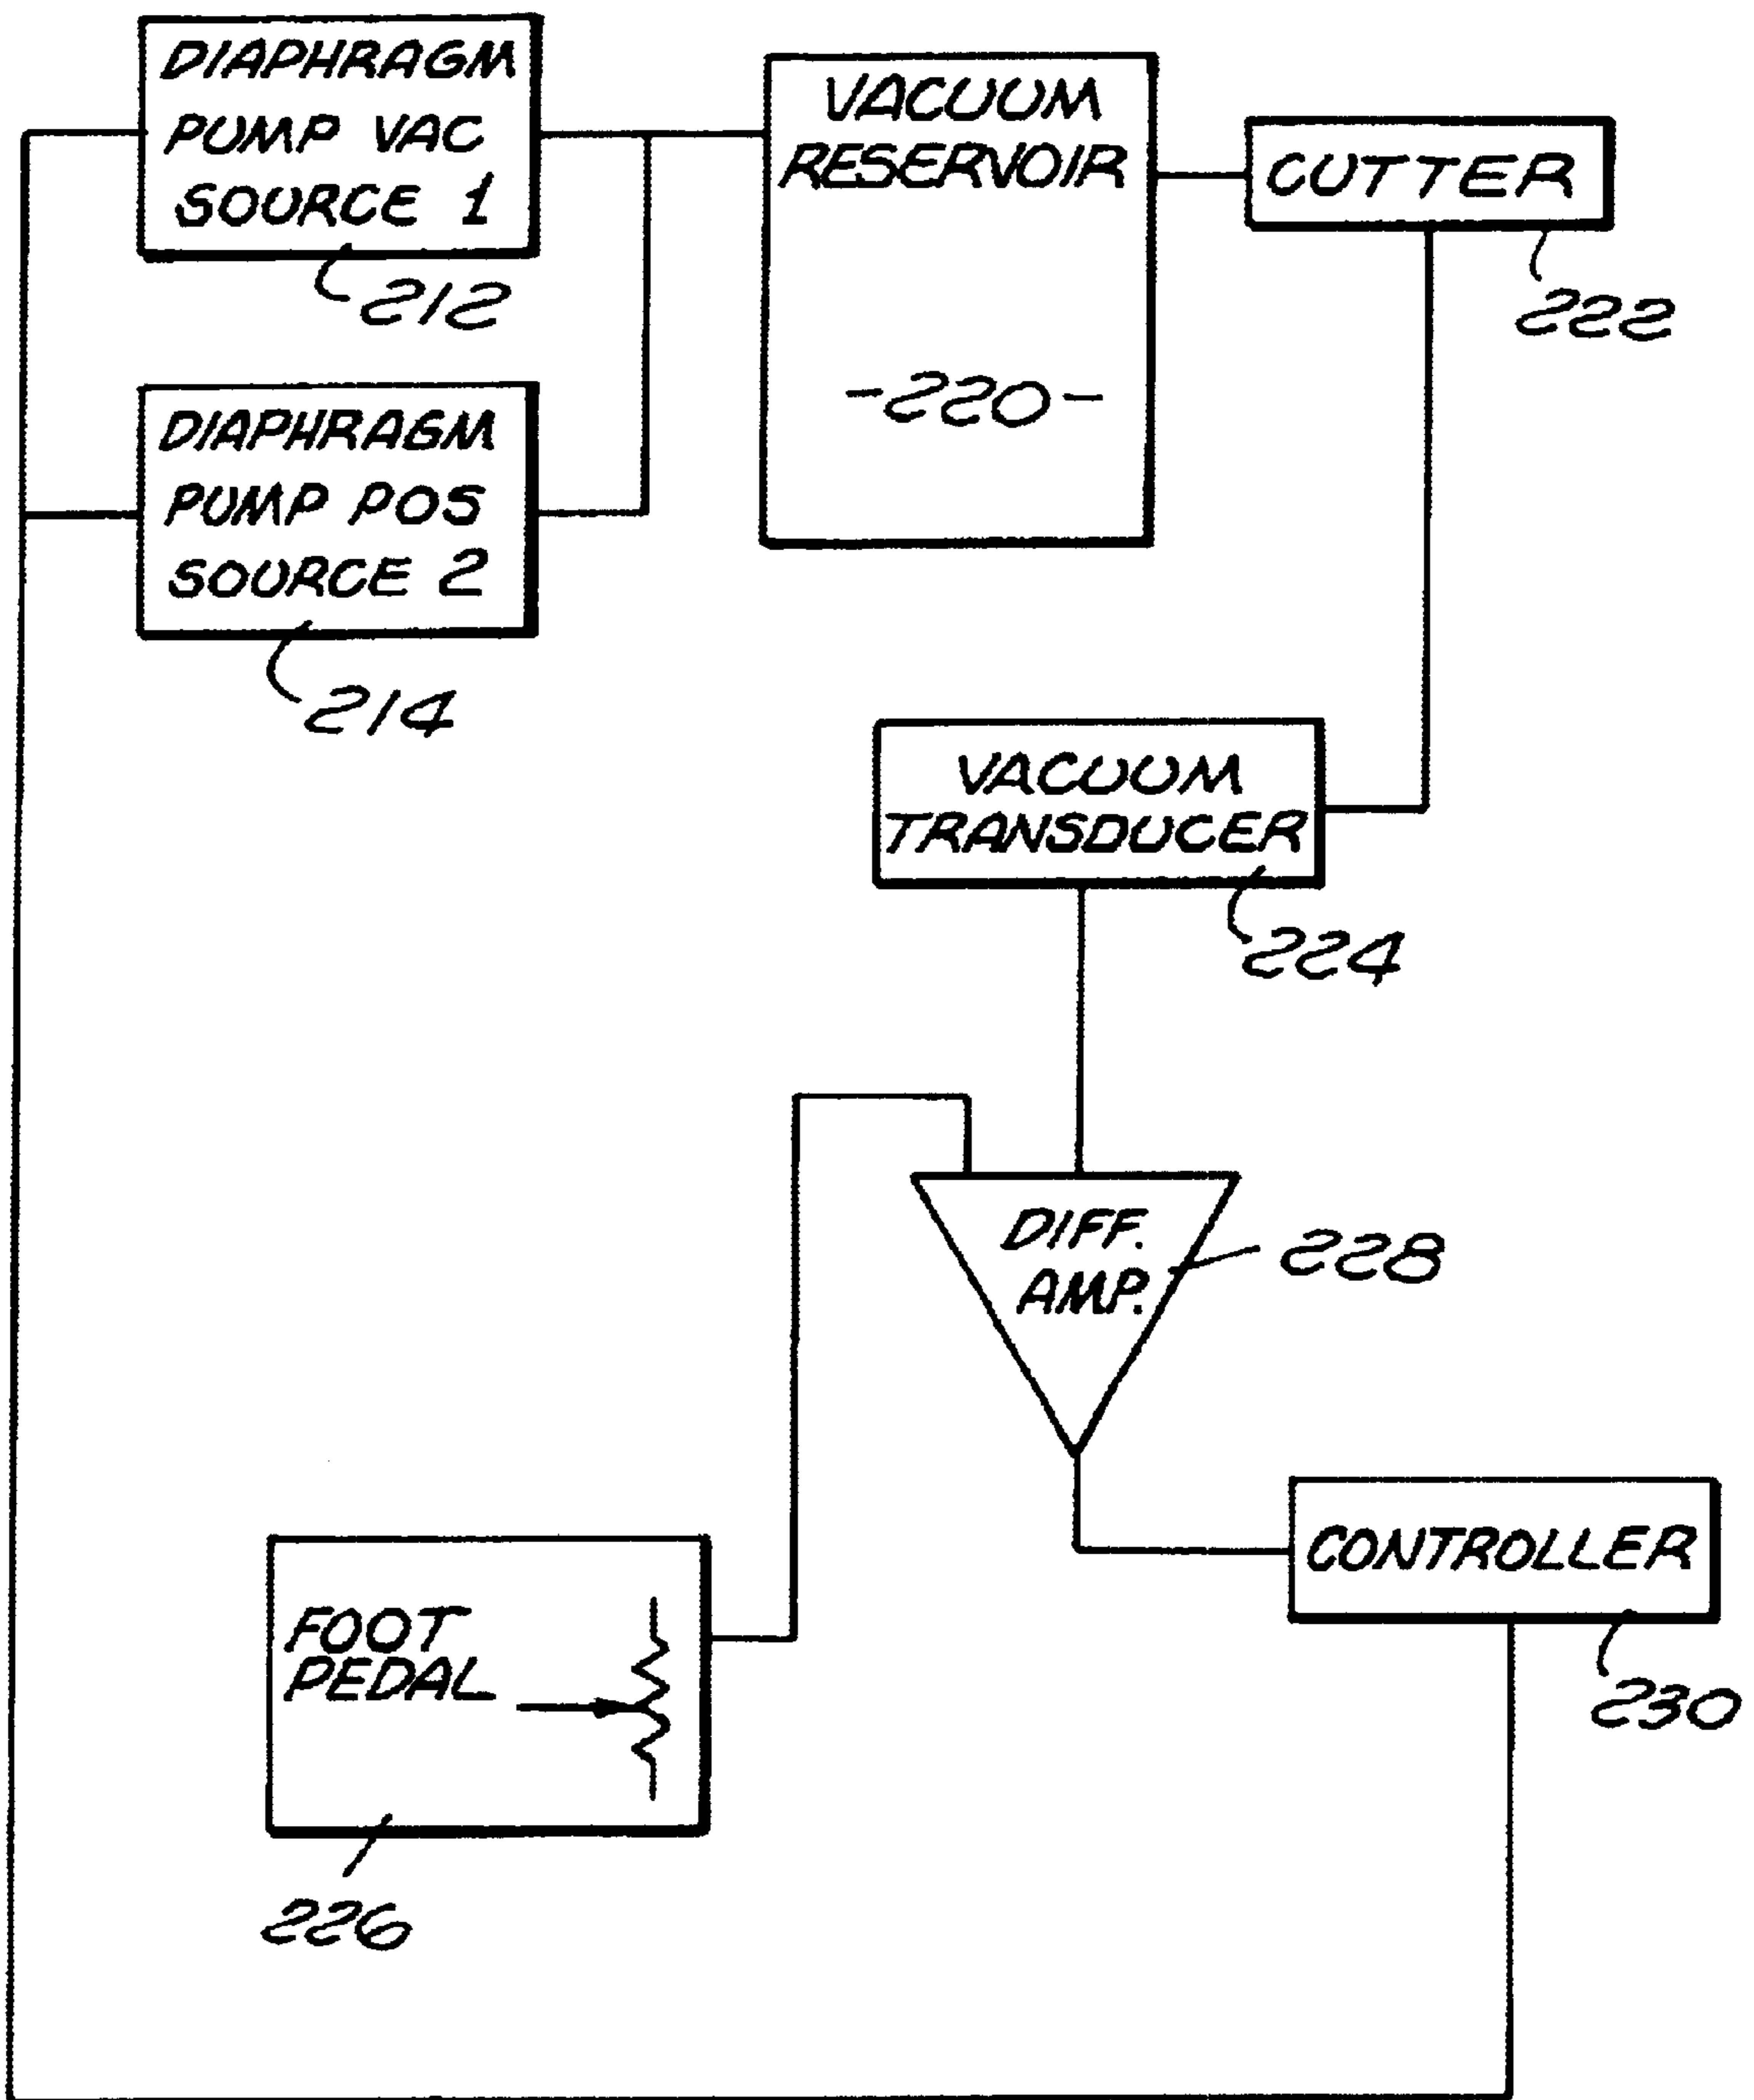 DIAPHRAGM
PUMP VAC
SOURCE 1
212
VACUUM
RESERVOIR
-220-
CUTTER
222
DIAPHRAGM
PUMP POS
SOURCE 2
214
VACUUM
TRANSDUCER
224
DIFF.
AMP.
228
CONTROLLER
230
FOOT
PEDAL
226